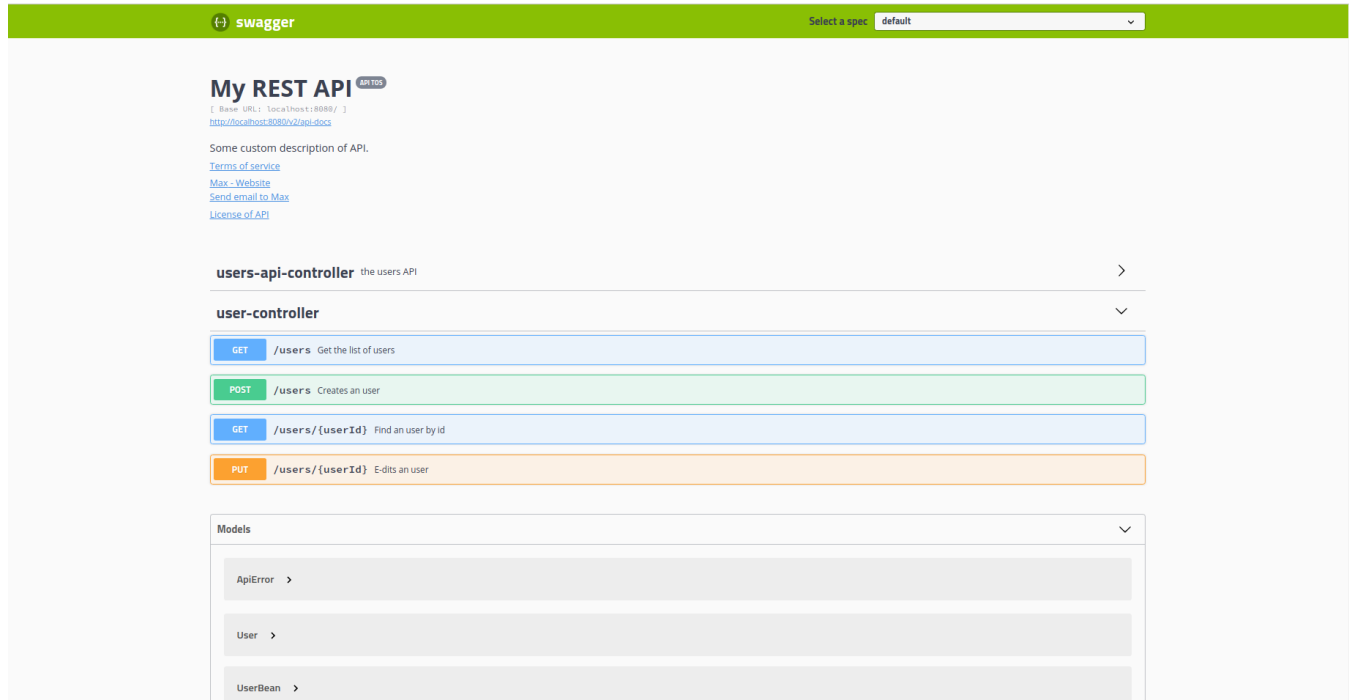 {··} swagger Select a spec default
My REST API API TOS
[ Base URL: localhost:8080/ ]
http://localhost:8080/v2/api-docs
Some custom description of API.
Terms of service
Max - Website
Send email to Max
License of API
users-api-controller the users API
user-controller
GET /users Get the list of users
POST /users Creates an user
GET /users/{userId} Find an user by id
PUT /users/{userId} E-dits an user
Models
ApiError
User
UserBean